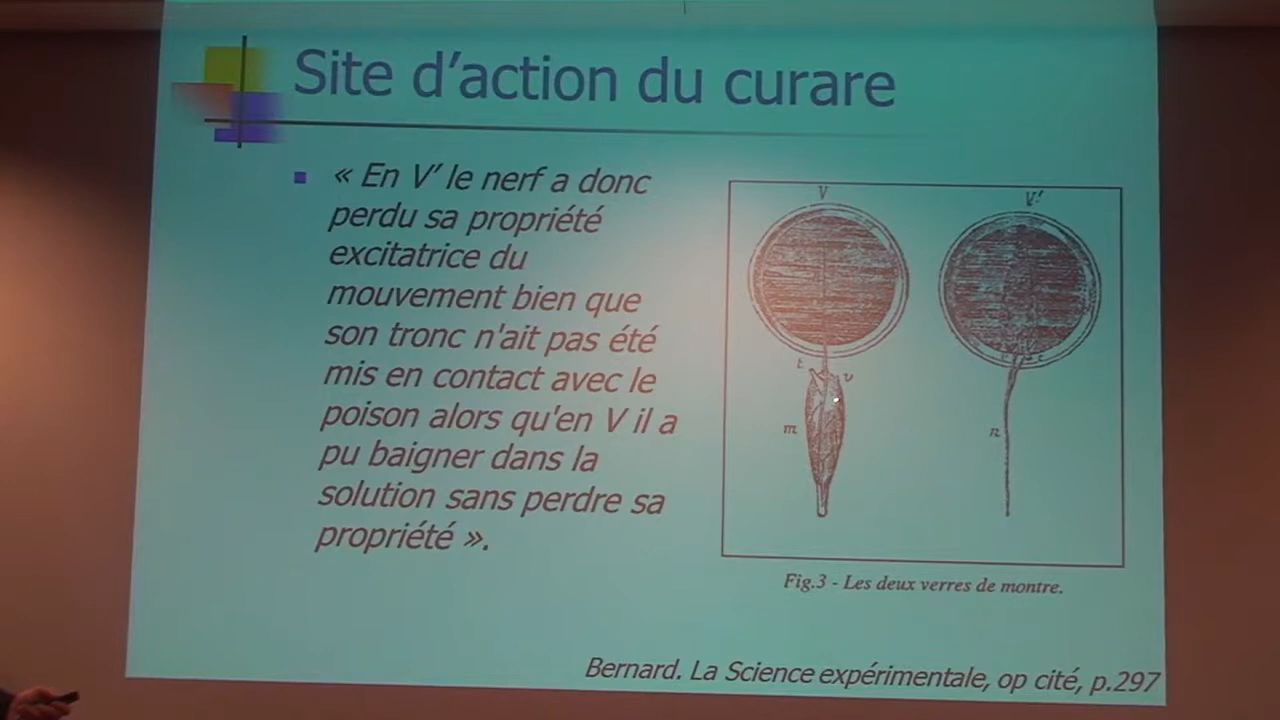 Site d'action du curare
« En V' le nerf a donc
perdu sa propriété
excitatrice du
mouvement bien que
son tronc n'ait pas été
mis en contact avec le
poison alors qu'en V il a
pu baigner dans la
solution sans perdre sa
propriété ».
V V'
t v
m n
Fig.3 - Les deux verres de montre.
Bernard. La Science expérimentale, op cité, p.297